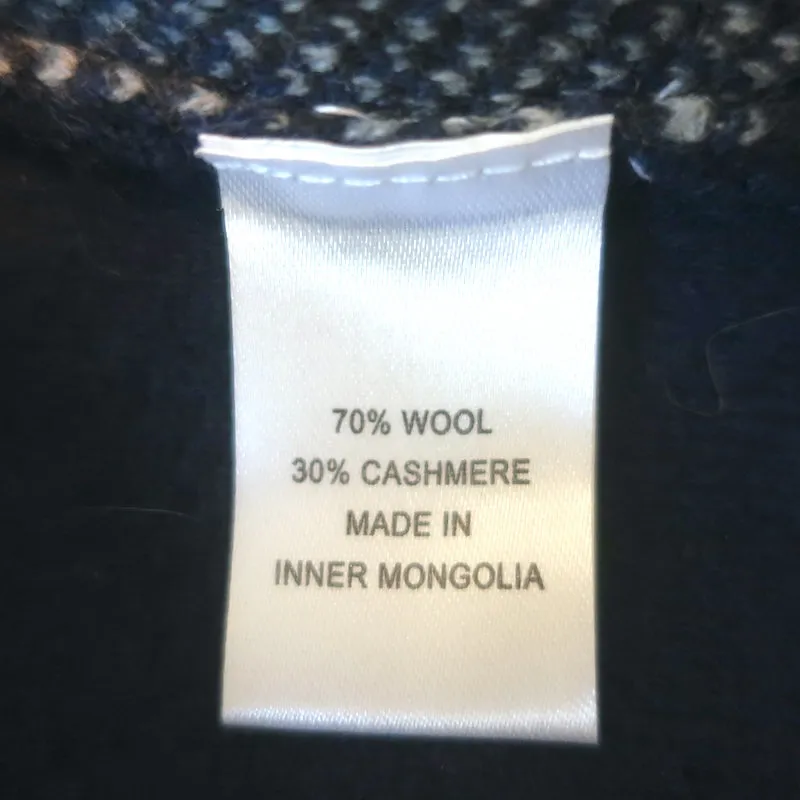 70% WOOL
30% CASHMERE
MADE IN
INNER MONGOLIA